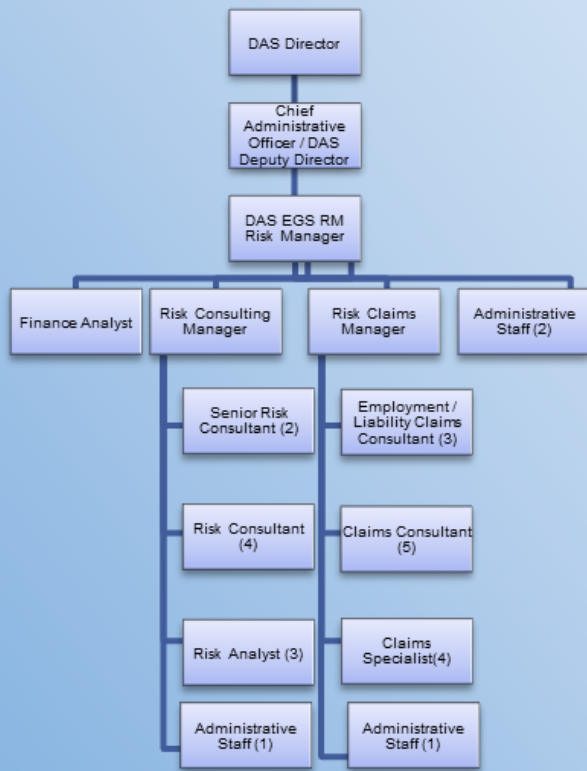 DAS Director
Chief
Administrative
Officer / DAS
Deputy Director
DAS EGS RM
Risk Manager
Finance Analyst
Risk Consulting
Manager
Risk Claims
Manager
Administrative
Staff (2)
Senior Risk
Consultant (2)
Risk Consultant
(4)
Risk Analyst (3)
Administrative
Staff (1)
Employment /
Liability Claims
Consultant (3)
Claims Consultant
(5)
Claims
Specialist(4)
Administrative
Staff (1)